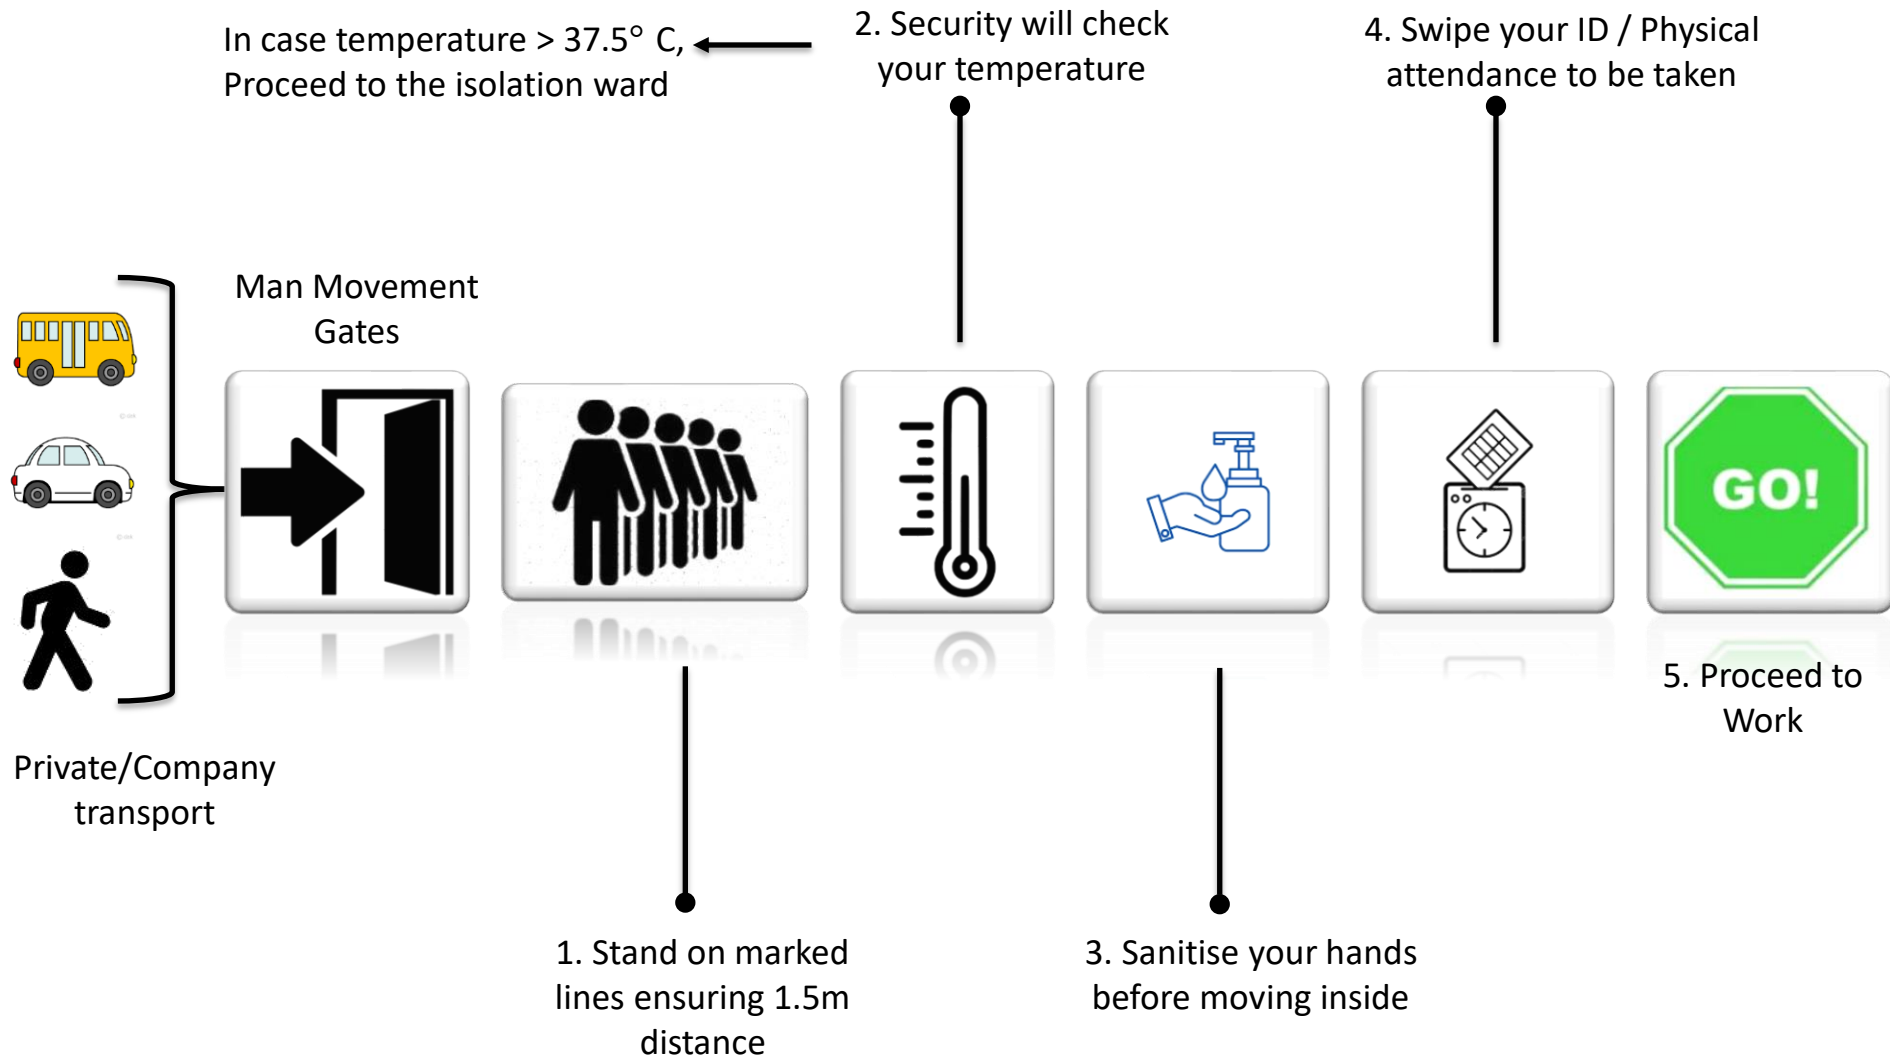 In case temperature > 37.5° C,
Proceed to the isolation ward
2. Security will check
your temperature
4. Swipe your ID / Physical
attendance to be taken
Man Movement
Gates
GO!
Private/Company
transport
1. Stand on marked
lines ensuring 1.5m
distance
3. Sanitise your hands
before moving inside
5. Proceed to
Work